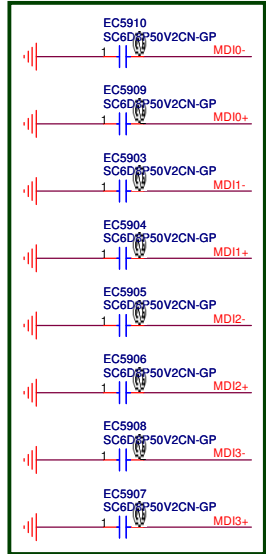 EC5910
SC6D8P50V2CN-GP
1
MDI0-
EC5909
SC6D8P50V2CN-GP
1
MDI0+
EC5903
SC6D8P50V2CN-GP
1
MDI1-
EC5904
SC6D8P50V2CN-GP
1
MDI1+
EC5905
SC6D8P50V2CN-GP
1
MDI2-
EC5906
SC6D8P50V2CN-GP
1
MDI2+
EC5908
SC6D8P50V2CN-GP
1
MDI3-
EC5907
SC6D8P50V2CN-GP
1
MDI3+